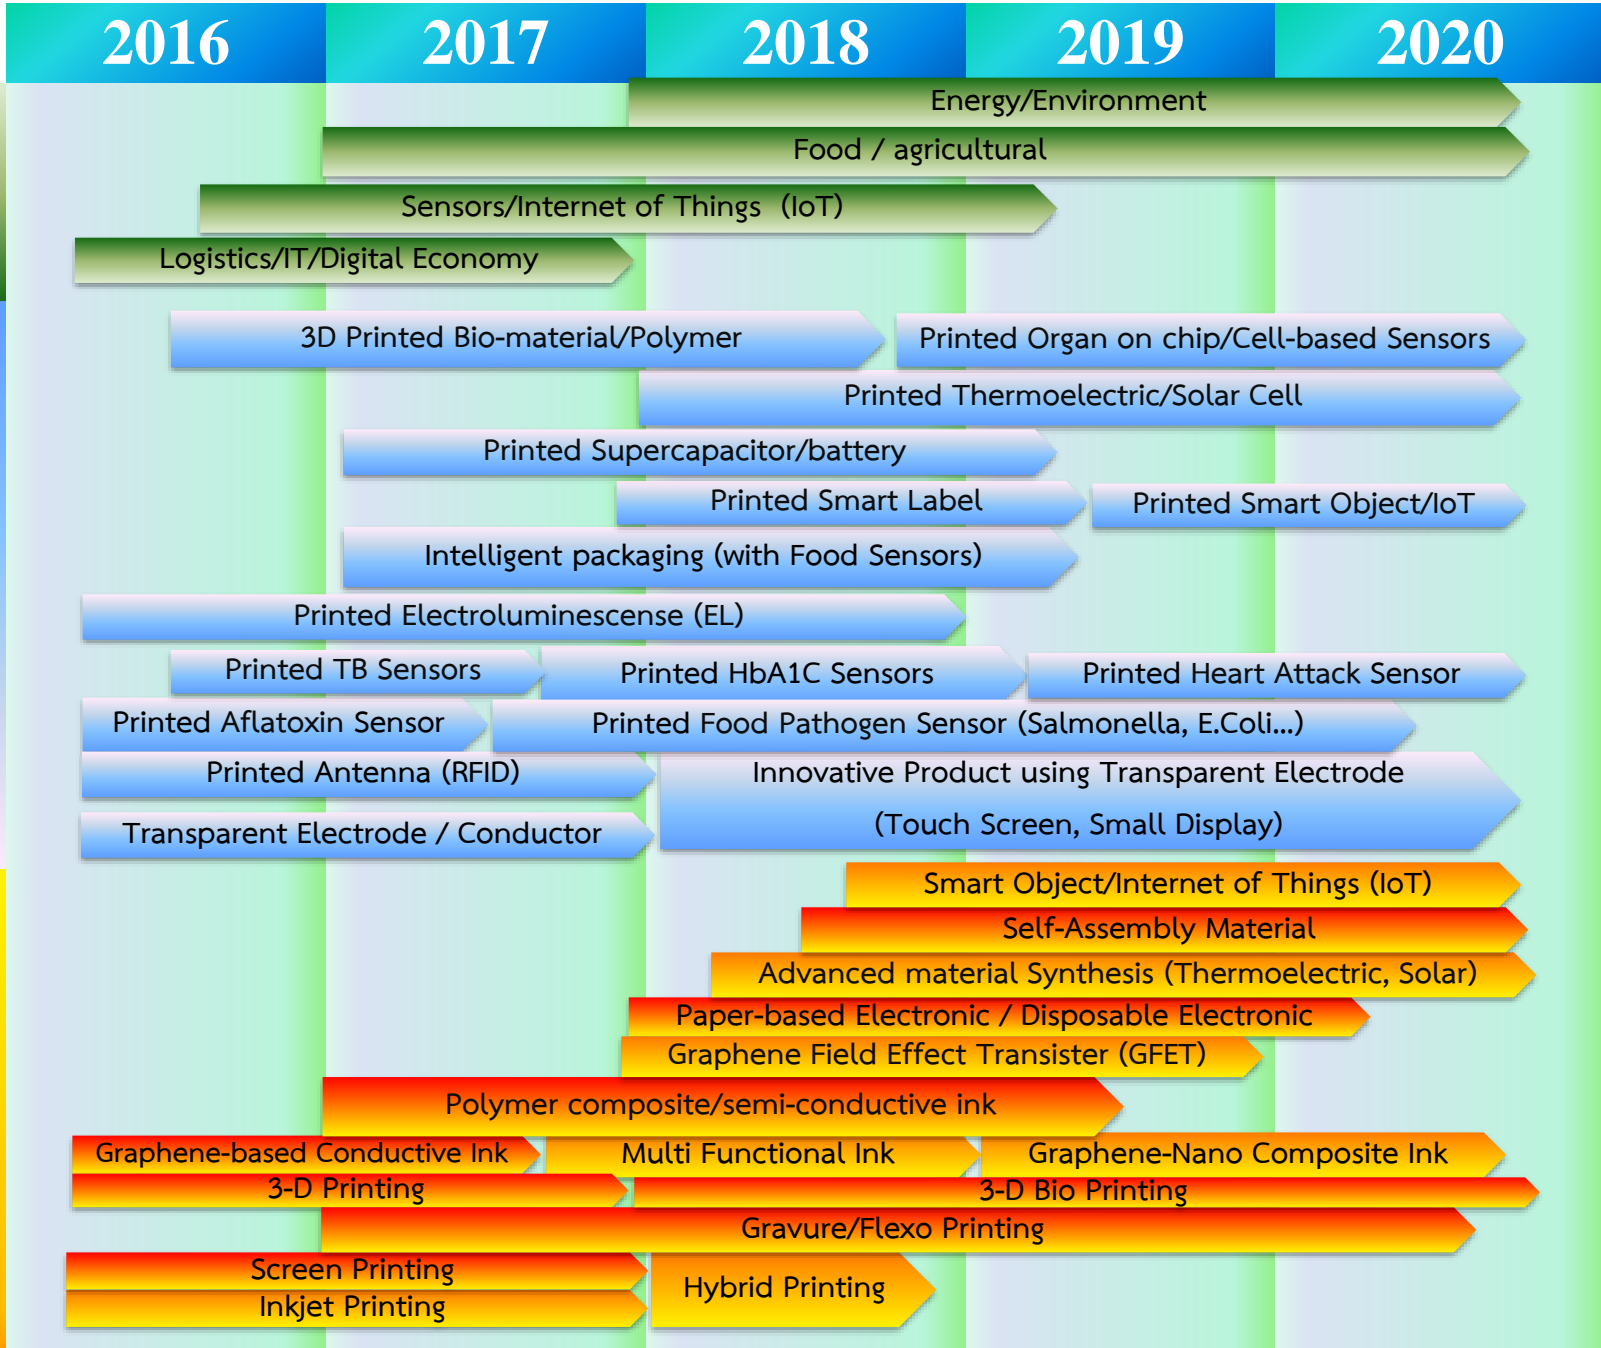 2016 2017 2018 2019 2020
Energy/Environment
Food / agricultural
Sensors/Internet of Things (IoT)
Logistics/IT/Digital Economy
3D Printed Bio-material/Polymer Printed Organ on chip/Cell-based Sensors
Printed Thermoelectric/Solar Cell
Printed Supercapacitor/battery
Printed Smart Label Printed Smart Object/IoT
Intelligent packaging (with Food Sensors)
Printed Electroluminescense (EL)
Printed TB Sensors Printed HbA1C Sensors Printed Heart Attack Sensor
Printed Aflatoxin Sensor Printed Food Pathogen Sensor (Salmonella, E.Coli...)
Printed Antenna (RFID) Innovative Product using Transparent Electrode
Transparent Electrode / Conductor (Touch Screen, Small Display)
Smart Object/Internet of Things (IoT)
Self-Assembly Material
Advanced material Synthesis (Thermoelectric, Solar)
Paper-based Electronic / Disposable Electronic
Graphene Field Effect Transister (GFET)
Polymer composite/semi-conductive ink
Graphene-based Conductive Ink Multi Functional Ink Graphene-Nano Composite Ink
3-D Printing 3-D Bio Printing
Gravure/Flexo Printing
Screen Printing
Hybrid Printing
Inkjet Printing